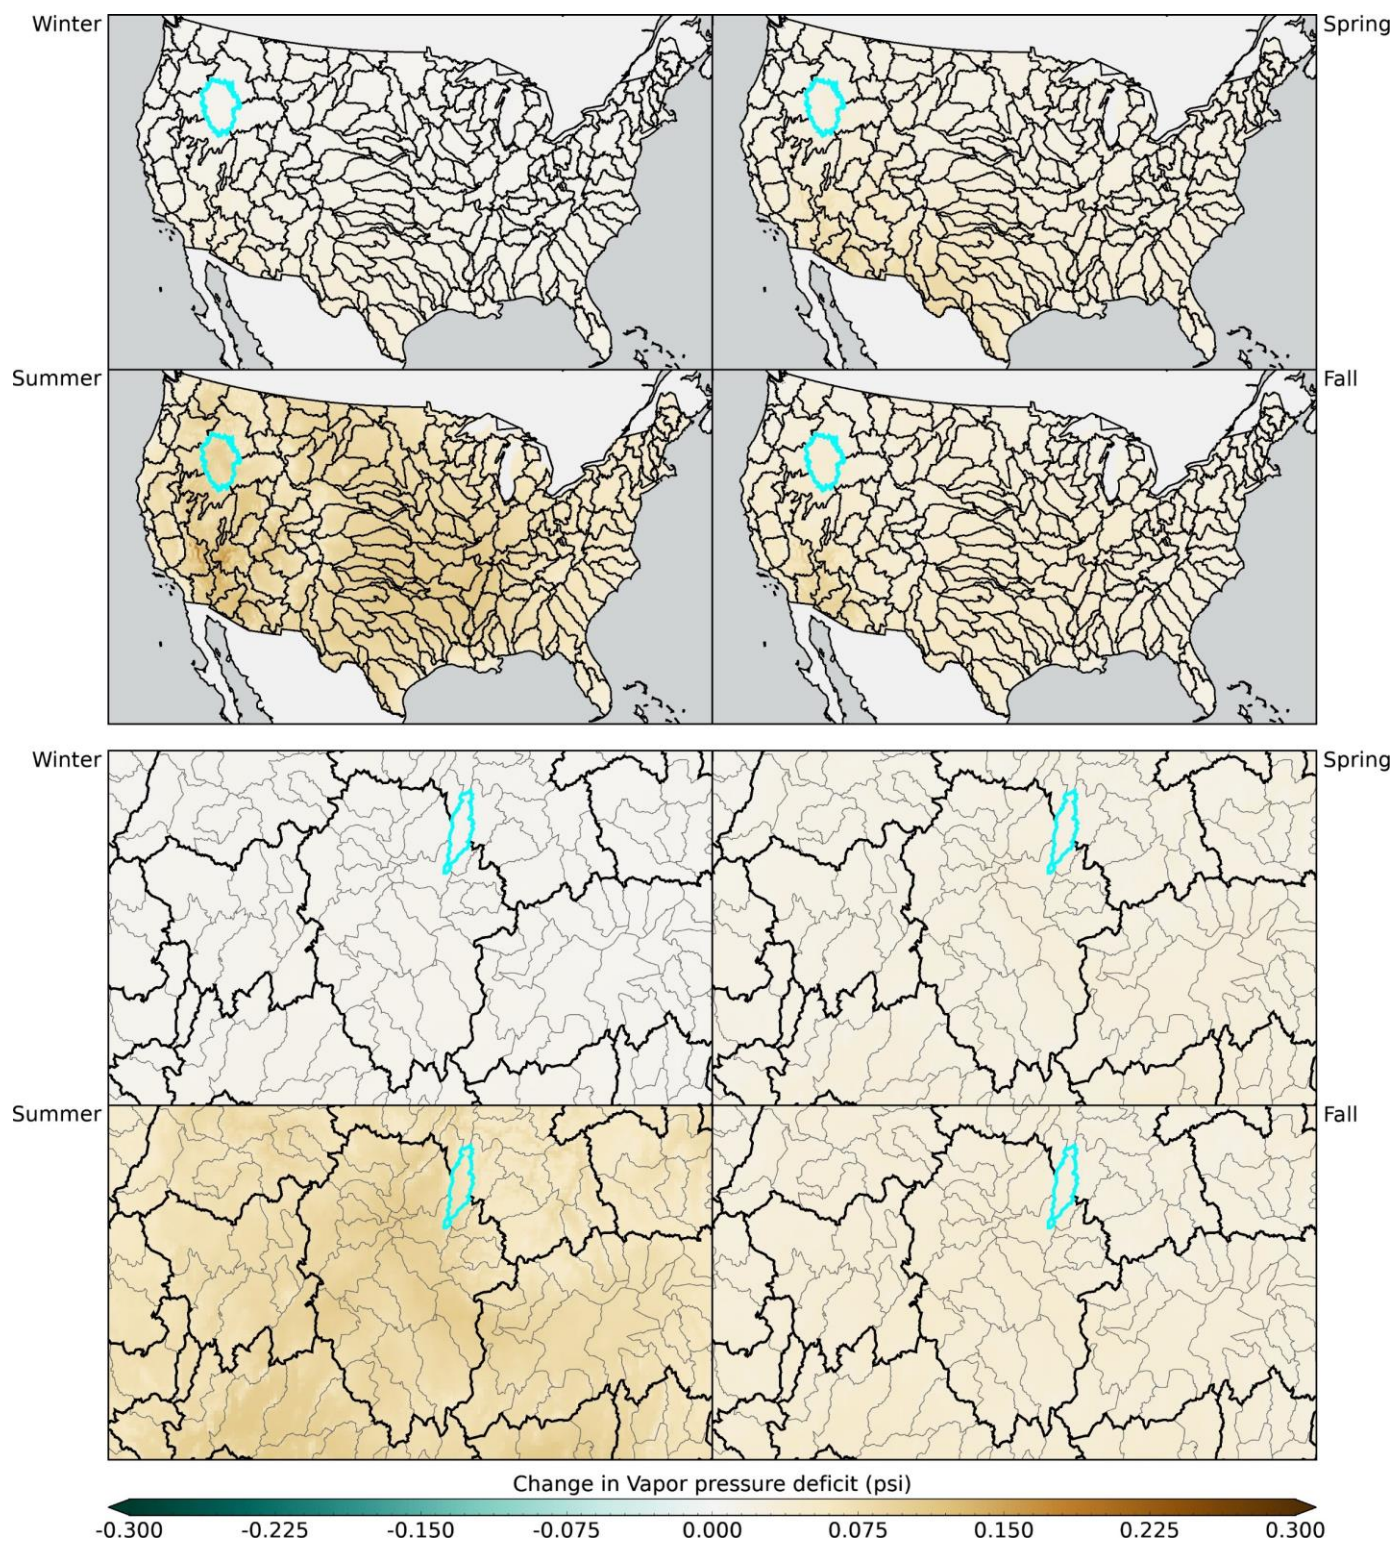 Winter
Spring
Summer
Fall
Winter
Spring
Summer
Fall
Change in Vapor pressure deficit (psi)
-0.300 -0.225 -0.150 -0.075 0.000 0.075 0.150 0.225 0.300